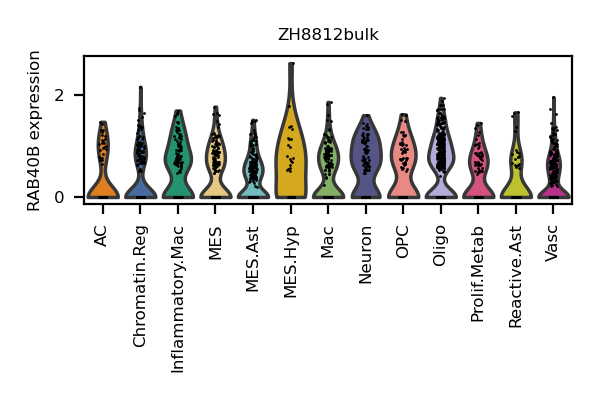 ZH8812bulk
RAB40B expression
2
0
AC
Chromatin.Reg
Inflammatory.Mac
MES
MES.Ast
MES.Hyp
Mac
Neuron
OPC
Oligo
Prolif.Metab
Reactive.Ast
Vasc